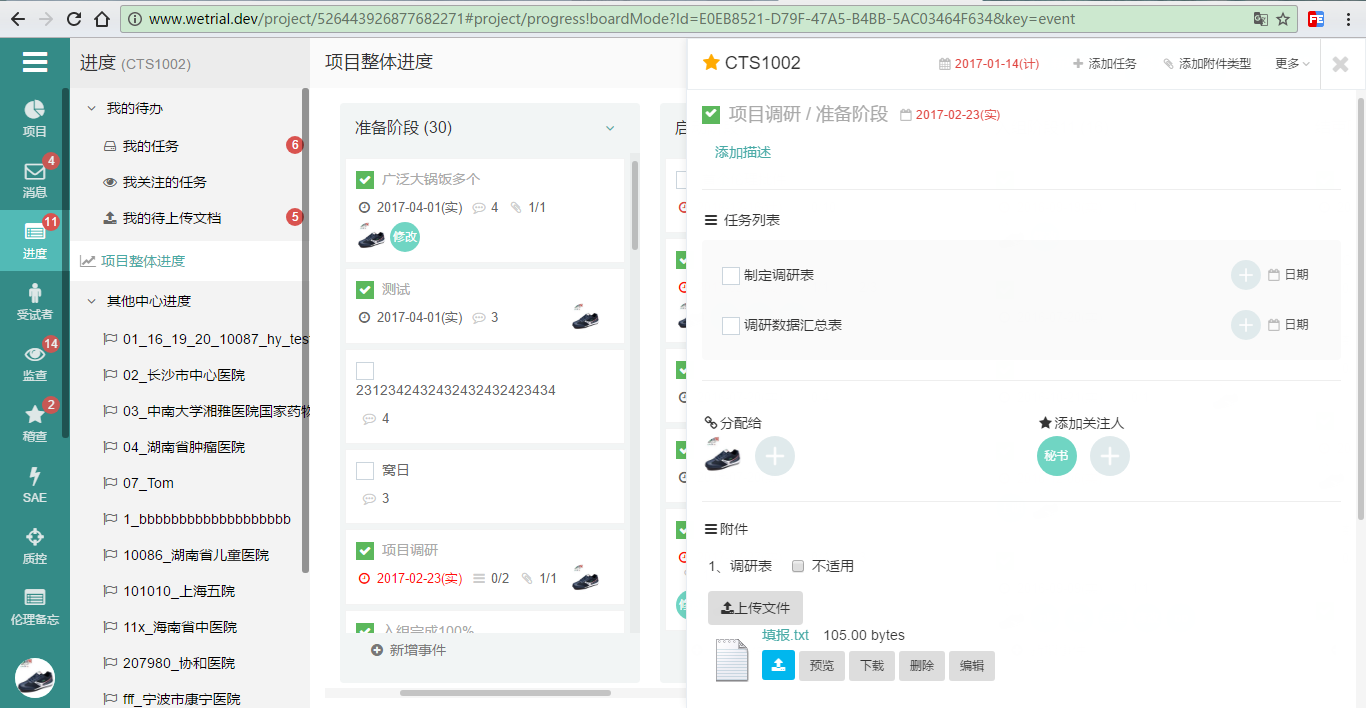 www.wetrial.dev/project/526443926877682271#project/progress!boardMode?Id=E0EB8521-D79F-47A5-B4BB-5AC03464F634&key=event
项目
4
消息
11
进度
受试者
14
监查
2
稽查
SAE
质控
伦理备忘
进度 (CTS1002)
我的待办
我的任务 6
我关注的任务
我的待上传文档 5
项目整体进度
其他中心进度
01_16_19_20_10087_hy_test
02_长沙市中心医院
03_中南大学湘雅医院国家药物
04_湖南省肿瘤医院
07_Tom
1_bbbbbbbbbbbbbbbbbbb
10086_湖南省儿童医院
101010_上海五院
11x_海南省中医院
207980_协和医院
fff_宁波市康宁医院
项目整体进度
准备阶段 (30)
广泛大锅饭多个
2017-04-01(实) 4 1/1
修改
测试
2017-04-01(实) 3
2312342432432432432423434
4
窝日
3
项目调研
2017-02-23(实) 0/2 1/1
入组完成100%
新增事件
CTS1002 2017-01-14(计) 添加任务 添加附件类型 更多
项目调研 / 准备阶段 2017-02-23(实)
添加描述
任务列表
制定调研表 日期
调研数据汇总表 日期
分配给
添加关注人
秘书
附件
1、调研表 不适用
上传文件
填报.txt 105.00 bytes
预览 下载 删除 编辑